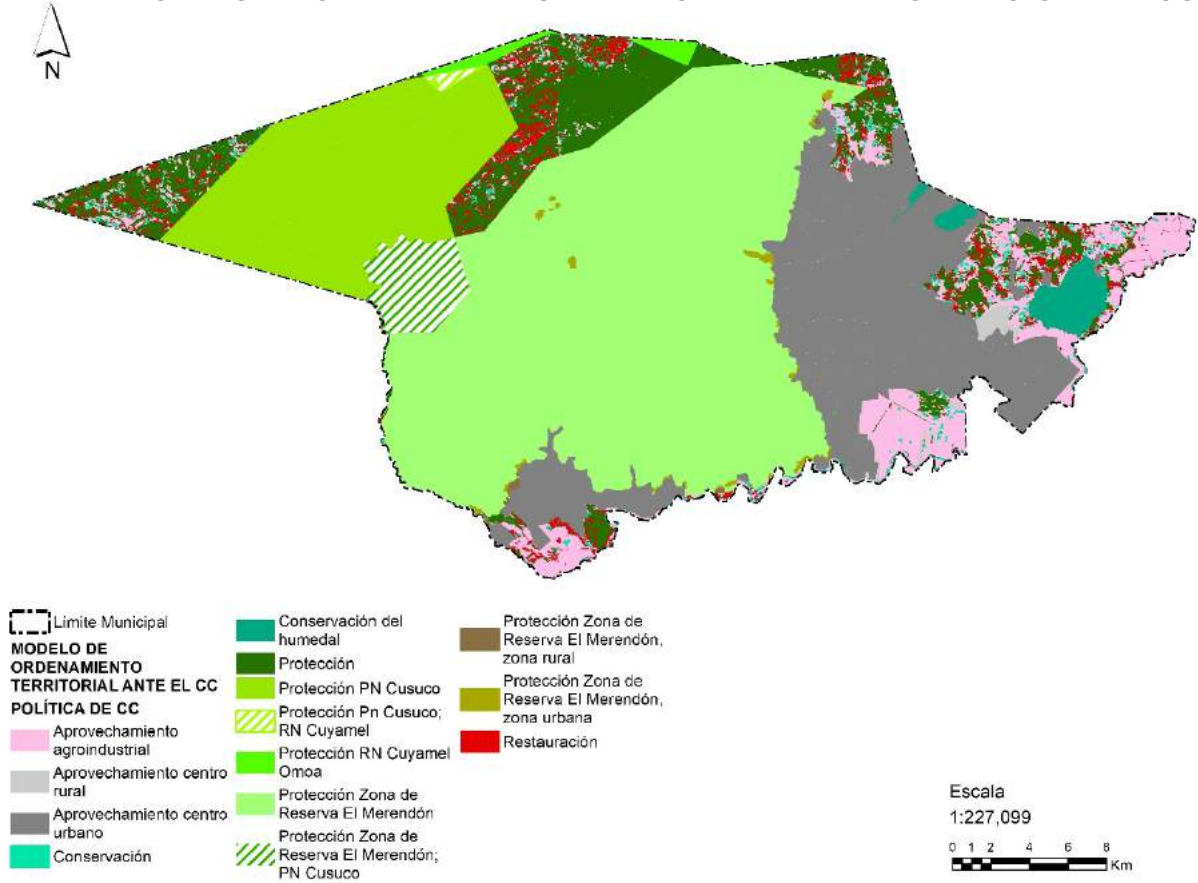 N
Límite Municipal
MODELO DE
ORDENAMIENTO
TERRITORIAL ANTE EL CC
POLÍTICA DE CC
Aprovechamiento
agroindustrial
Aprovechamiento centro
rural
Aprovechamiento centro
urbano
Conservación
Conservación del
humedal
Protección
Protección PN Cusuco
Protección Pn Cusuco;
RN Cuyamel
Protección RN Cuyamel
Omoa
Protección Zona de
Reserva El Merendón
Protección Zona de
Reserva El Merendón;
PN Cusuco
Protección Zona de
Reserva El Merendón,
zona rural
Protección Zona de
Reserva El Merendón,
zona urbana
Restauración
Escala
1:227,099
0 1 2 4 6 8
Km